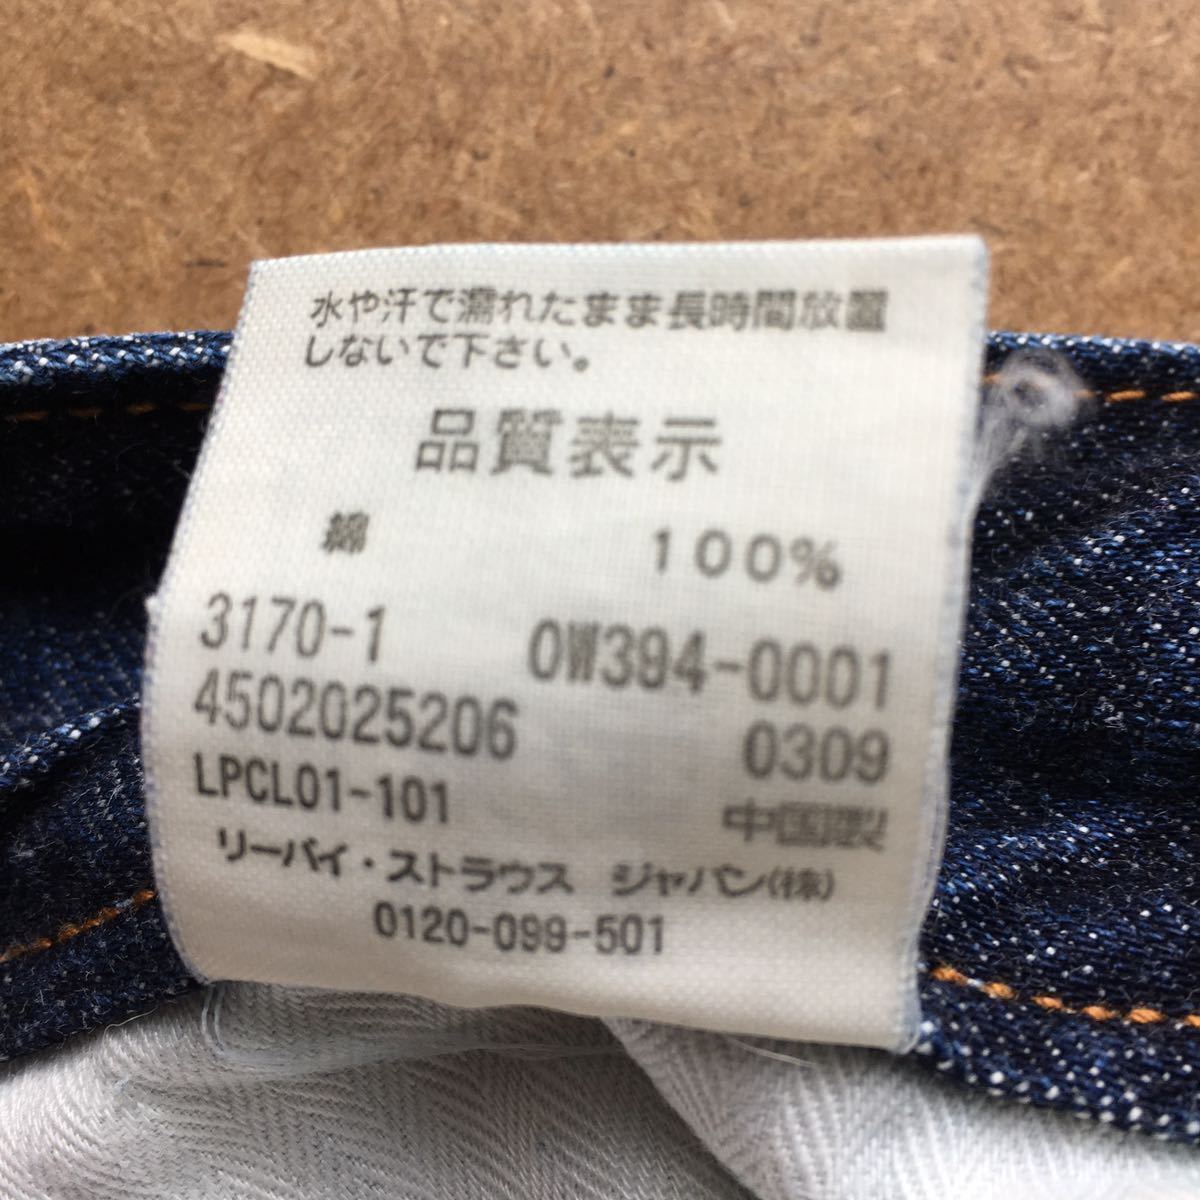 水や汗で濡れたまま長時間放置
しないで下さい。
品質表示
綿 100%
3170-1 0W394-0001
4502025206 0309
LPCL01-101 中国製
リーバイ・ストラウス ジャパン(株)
0120-099-501